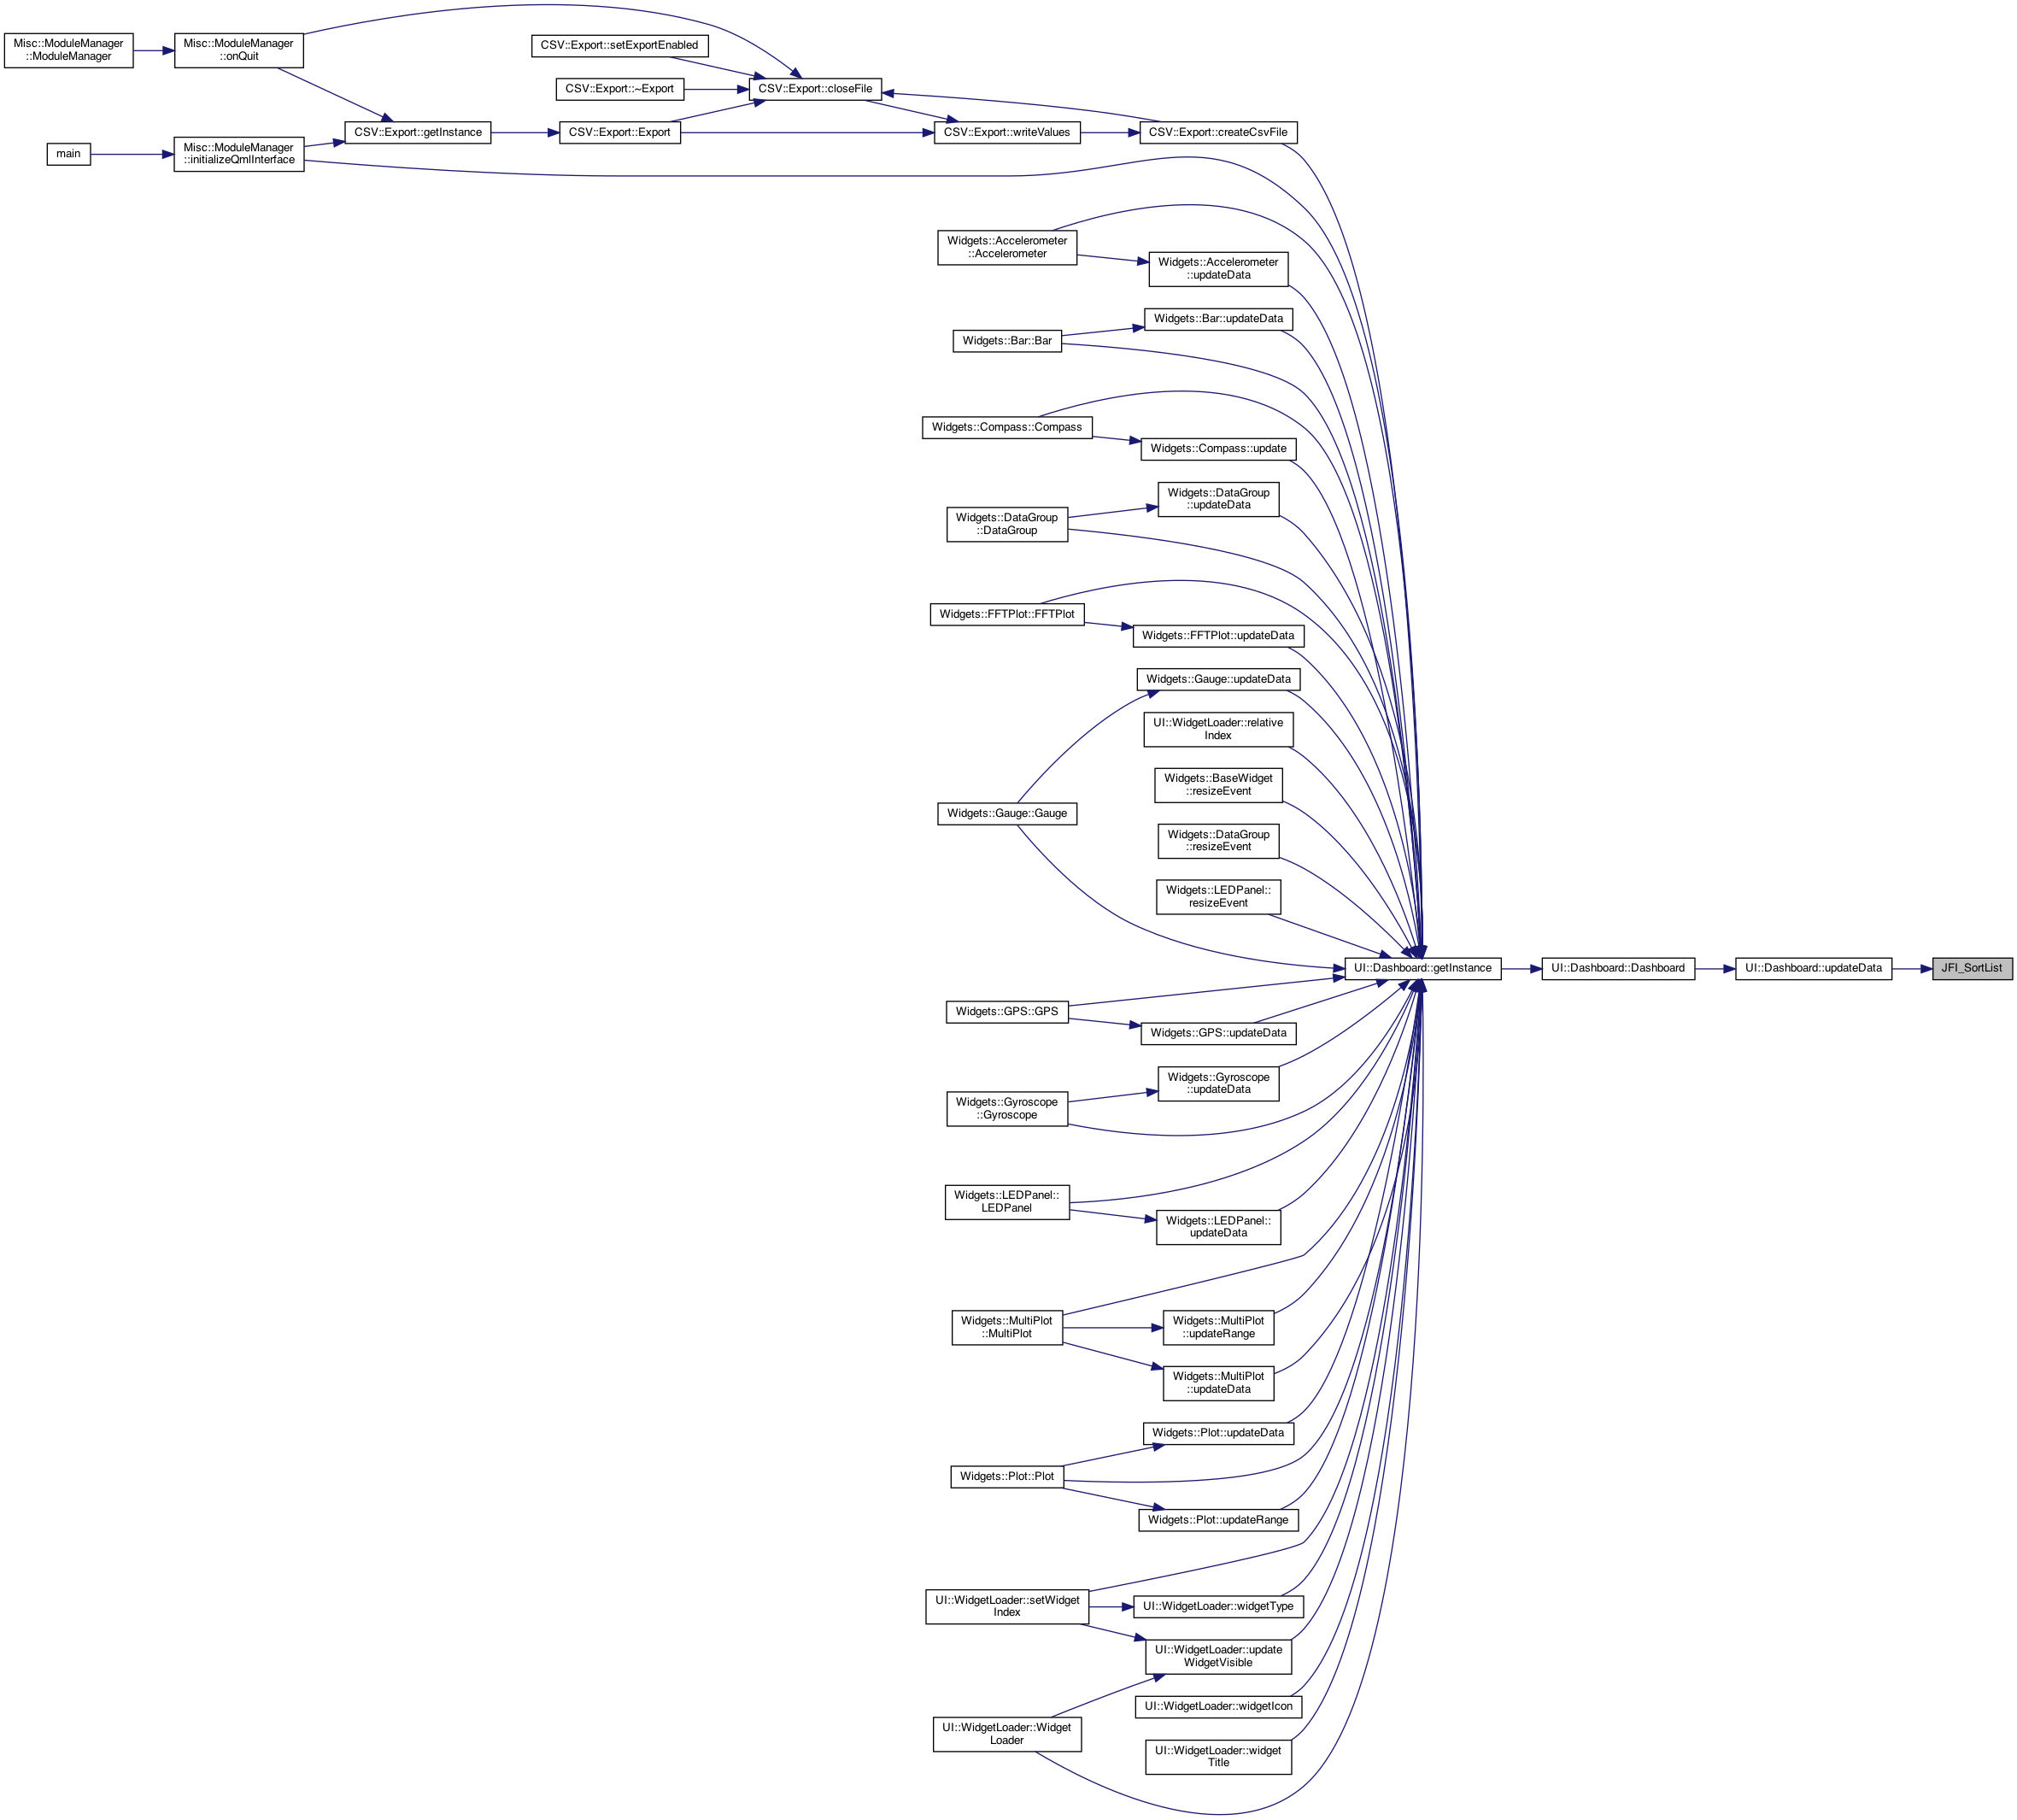 Misc::ModuleManager
::ModuleManager
Misc::ModuleManager
::onQuit
CSV::Export::setExportEnabled
CSV::Export::~Export
CSV::Export::closeFile
CSV::Export::getInstance
CSV::Export::Export
CSV::Export::writeValues
CSV::Export::createCsvFile
main
Misc::ModuleManager
::initializeQmlInterface
Widgets::Accelerometer
::Accelerometer
Widgets::Accelerometer
::updateData
Widgets::Bar::updateData
Widgets::Bar::Bar
Widgets::Compass::Compass
Widgets::Compass::update
Widgets::DataGroup
::updateData
Widgets::DataGroup
::DataGroup
Widgets::FFTPlot::FFTPlot
Widgets::FFTPlot::updateData
Widgets::Gauge::updateData
UI::WidgetLoader::relative
Index
Widgets::BaseWidget
::resizeEvent
Widgets::Gauge::Gauge
Widgets::DataGroup
::resizeEvent
Widgets::LEDPanel::
resizeEvent
UI::Dashboard::getInstance
UI::Dashboard::Dashboard
UI::Dashboard::updateData
JFI_SortList
Widgets::GPS::GPS
Widgets::GPS::updateData
Widgets::Gyroscope
::updateData
Widgets::Gyroscope
::Gyroscope
Widgets::LEDPanel::
LEDPanel
Widgets::LEDPanel::
updateData
Widgets::MultiPlot
::MultiPlot
Widgets::MultiPlot
::updateRange
Widgets::MultiPlot
::updateData
Widgets::Plot::updateData
Widgets::Plot::Plot
Widgets::Plot::updateRange
UI::WidgetLoader::setWidget
Index
UI::WidgetLoader::widgetType
UI::WidgetLoader::update
WidgetVisible
UI::WidgetLoader::widgetIcon
UI::WidgetLoader::Widget
Loader
UI::WidgetLoader::widget
Title